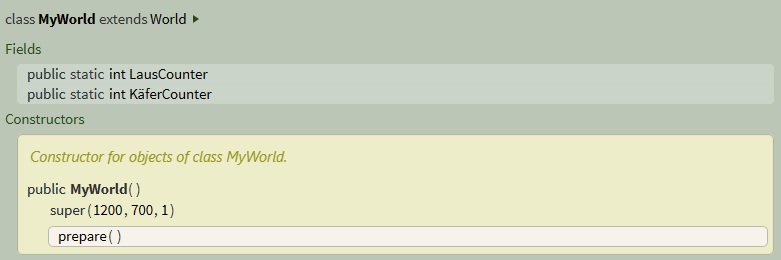 class MyWorld extends World
Fields
public static int LausCounter
public static int KäferCounter
Constructors
Constructor for objects of class MyWorld.
public MyWorld()
super(1200, 700, 1)
prepare()